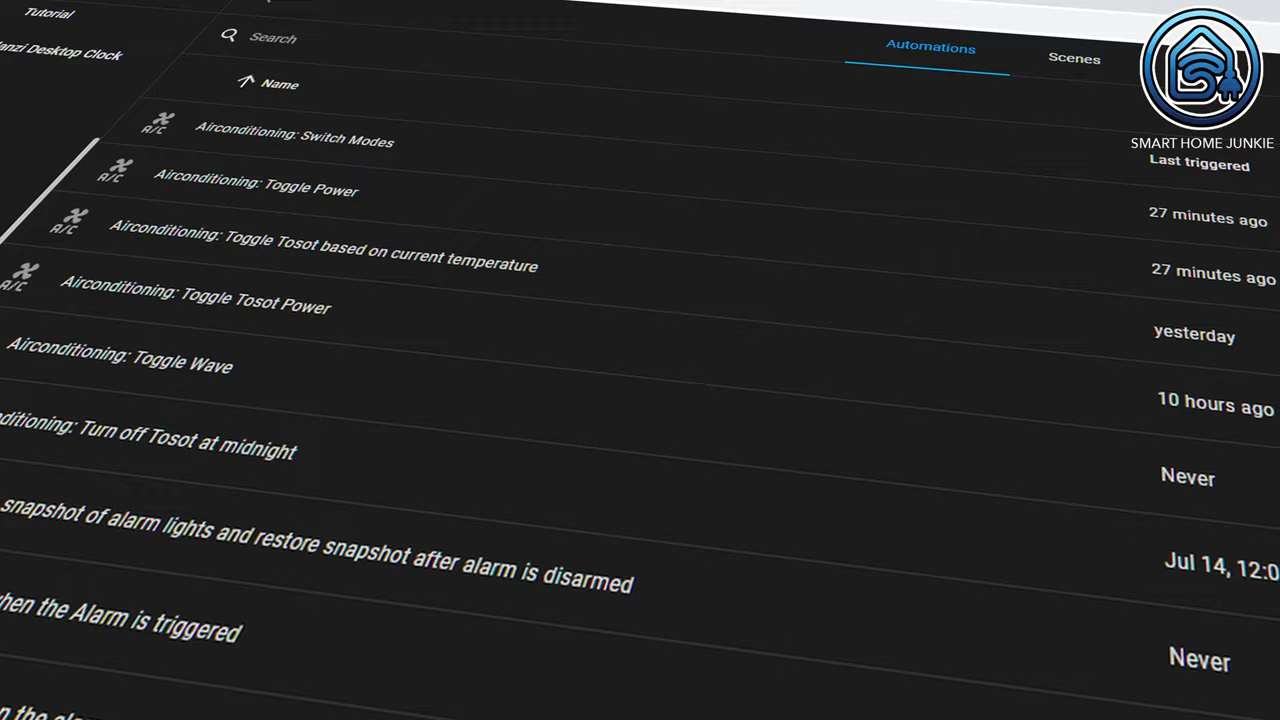 Tutorial
Desktop Clock
Search
Automations
Scenes
SMART HOME JUNKIE
Name
Last triggered
A/C
Airconditioning: Switch Modes
27 minutes ago
A/C
Airconditioning: Toggle Power
27 minutes ago
A/C
Airconditioning: Toggle Tosot based on current temperature
yesterday
A/C
Airconditioning: Toggle Tosot Power
10 hours ago
Airconditioning: Toggle Wave
Never
ditioning: Turn off Tosot at midnight
Jul 14, 12:0
snapshot of alarm lights and restore snapshot after alarm is disarmed
Never
the Alarm is triggered